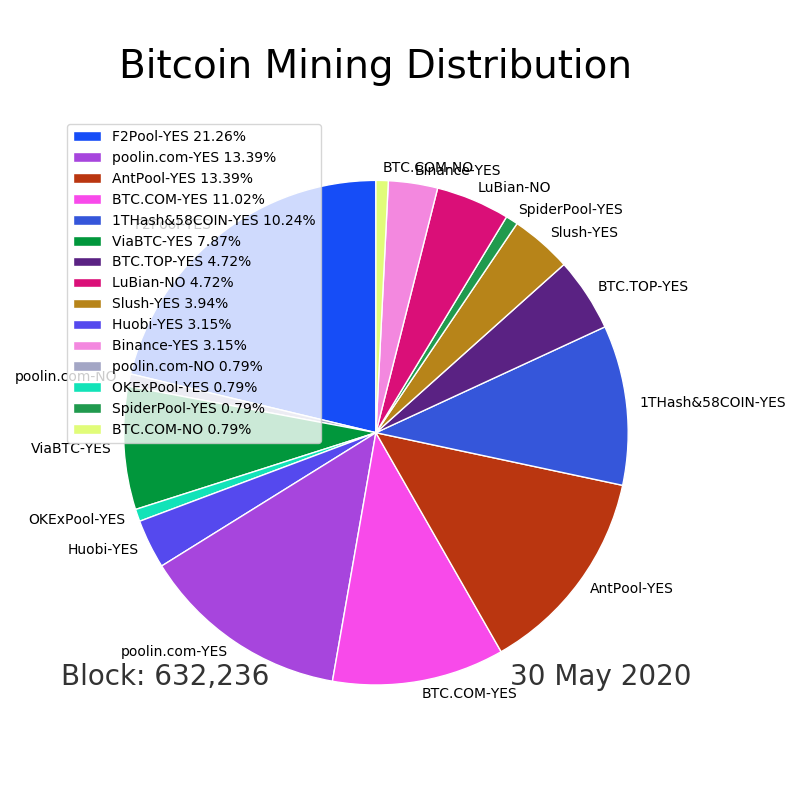 Bitcoin Mining Distribution
F2Pool-YES 21.26%
poolin.com-YES 13.39%
AntPool-YES 13.39%
BTC.COM-YES 11.02%
1THash&58COIN-YES 10.24%
ViaBTC-YES 7.87%
BTC.TOP-YES 4.72%
LuBian-NO 4.72%
Slush-YES 3.94%
Huobi-YES 3.15%
Binance-YES 3.15%
poolin.com-NO 0.79%
OKExPool-YES 0.79%
SpiderPool-YES 0.79%
BTC.COM-NO 0.79%
BTC.COM-NO
Binance-YES
LuBian-NO
SpiderPool-YES
Slush-YES
BTC.TOP-YES
1THash&58COIN-YES
AntPool-YES
BTC.COM-YES
poolin.com-YES
Huobi-YES
OKExPool-YES
ViaBTC-YES
poolin.com-NO
F2Pool-YES
Block: 632,236
30 May 2020